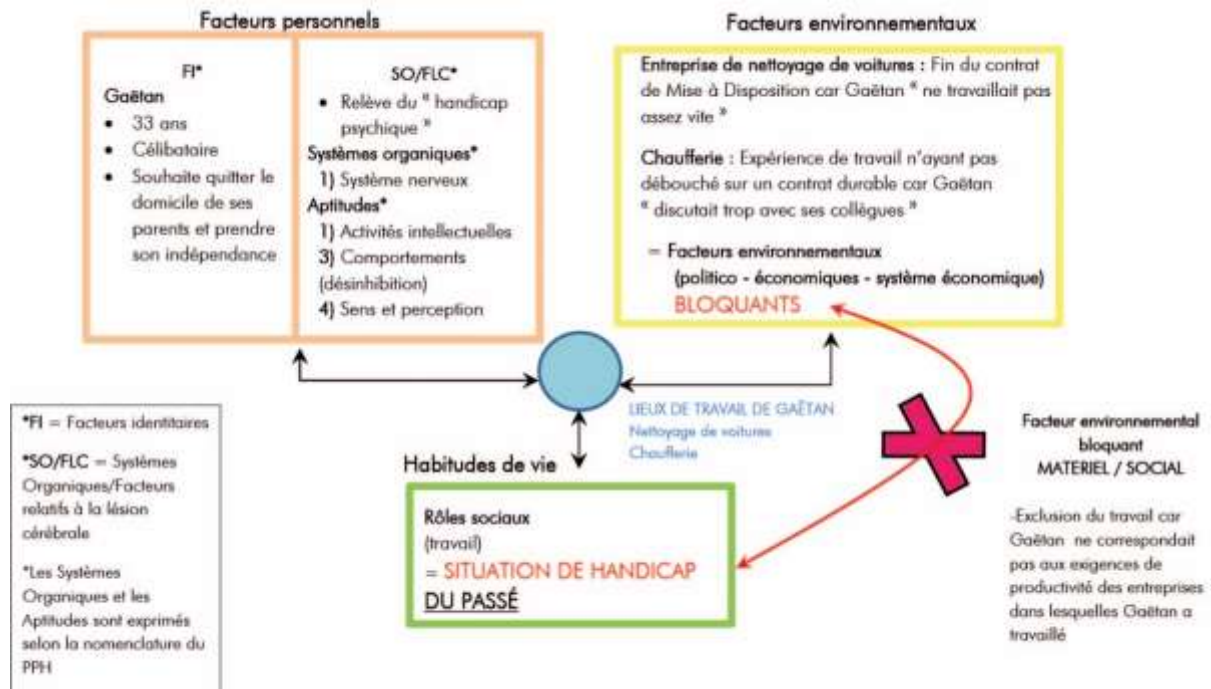 Facteurs personnels
FI*
Gaëtan
• 33 ans
• Célibataire
• Souhaite quitter le
domicile de ses
parents et prendre
son indépendance
SO/FLC*
• Relève du " handicap
psychique "
Systèmes organiques*
1) Système nerveux
Aptitudes*
1) Activités intellectuelles
3) Comportements
(désinhibition)
4) Sens et perception
Facteurs environnementaux
Entreprise de nettoyage de voitures : Fin du contrat
de Mise à Disposition car Gaëtan " ne travaillait pas
assez vite "
Chaufferie : Expérience de travail n'ayant pas
débouché sur un contrat durable car Gaëtan
" discutait trop avec ses collègues "
= Facteurs environnementaux
(politico - économiques - système économique)
BLOQUANTS
LIEUX DE TRAVAIL DE GAËTAN
Nettoyage de voitures
Chaufferie
Habitudes de vie
Rôles sociaux
(travail)
= SITUATION DE HANDICAP
DU PASSÉ
*FI = Facteurs identitaires
*SO/FLC = Systèmes
Organiques/Facteurs
relatifs à la lésion
cérébrale
*Les Systèmes
Organiques et les
Aptitudes sont exprimés
selon la nomenclature du
PPH
Facteur environnemental
bloquant
MATERIEL / SOCIAL
-Exclusion du travail car
Gaëtan ne correspondait
pas aux exigences de
productivité des entreprises
dans lesquelles Gaëtan a
travaillé